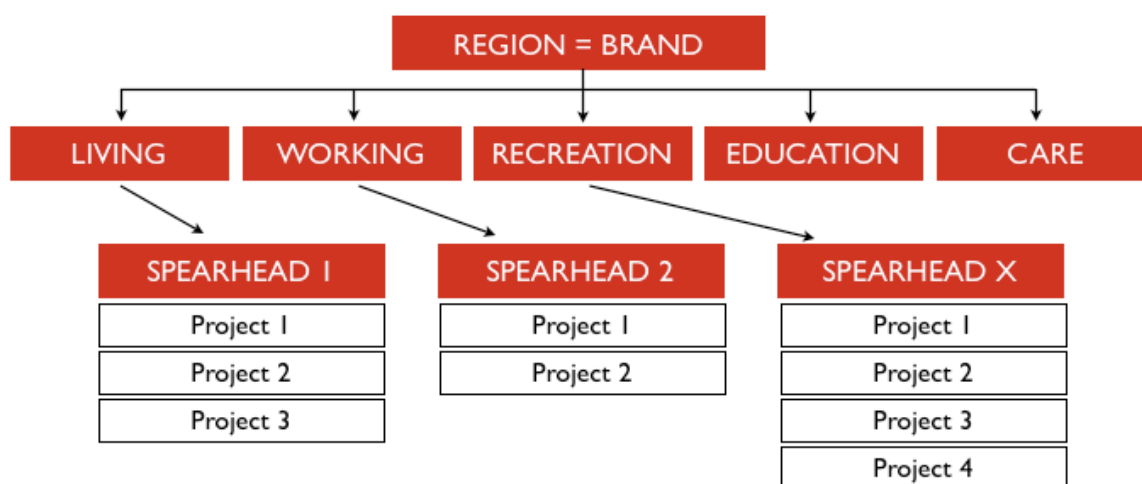 REGION = BRAND
LIVING
WORKING
RECREATION
EDUCATION
CARE
SPEARHEAD 1
Project 1
Project 2
Project 3
SPEARHEAD 2
Project 1
Project 2
SPEARHEAD X
Project 1
Project 2
Project 3
Project 4